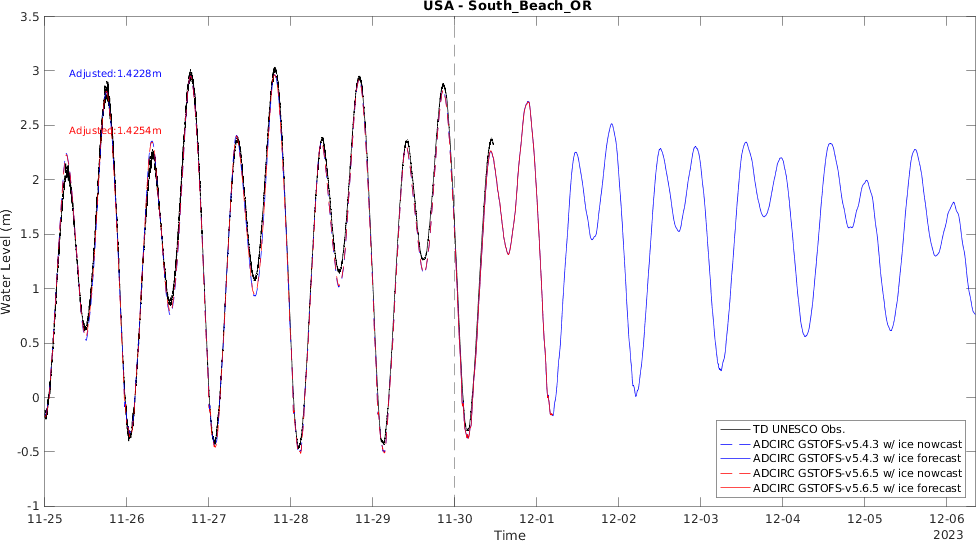 USA - South_Beach_OR
3.5
3
2.5
2
1.5
1
0.5
0
-0.5
-1
Water Level (m)
Adjusted:1.4228m
Adjusted:1.4254m
TD UNESCO Obs.
ADCIRC GSTOFS-v5.4.3 w/ ice nowcast
ADCIRC GSTOFS-v5.4.3 w/ ice forecast
ADCIRC GSTOFS-v5.6.5 w/ ice nowcast
ADCIRC GSTOFS-v5.6.5 w/ ice forecast
11-25 11-26 11-27 11-28 11-29 11-30 12-01 12-02 12-03 12-04 12-05 12-06
Time
2023